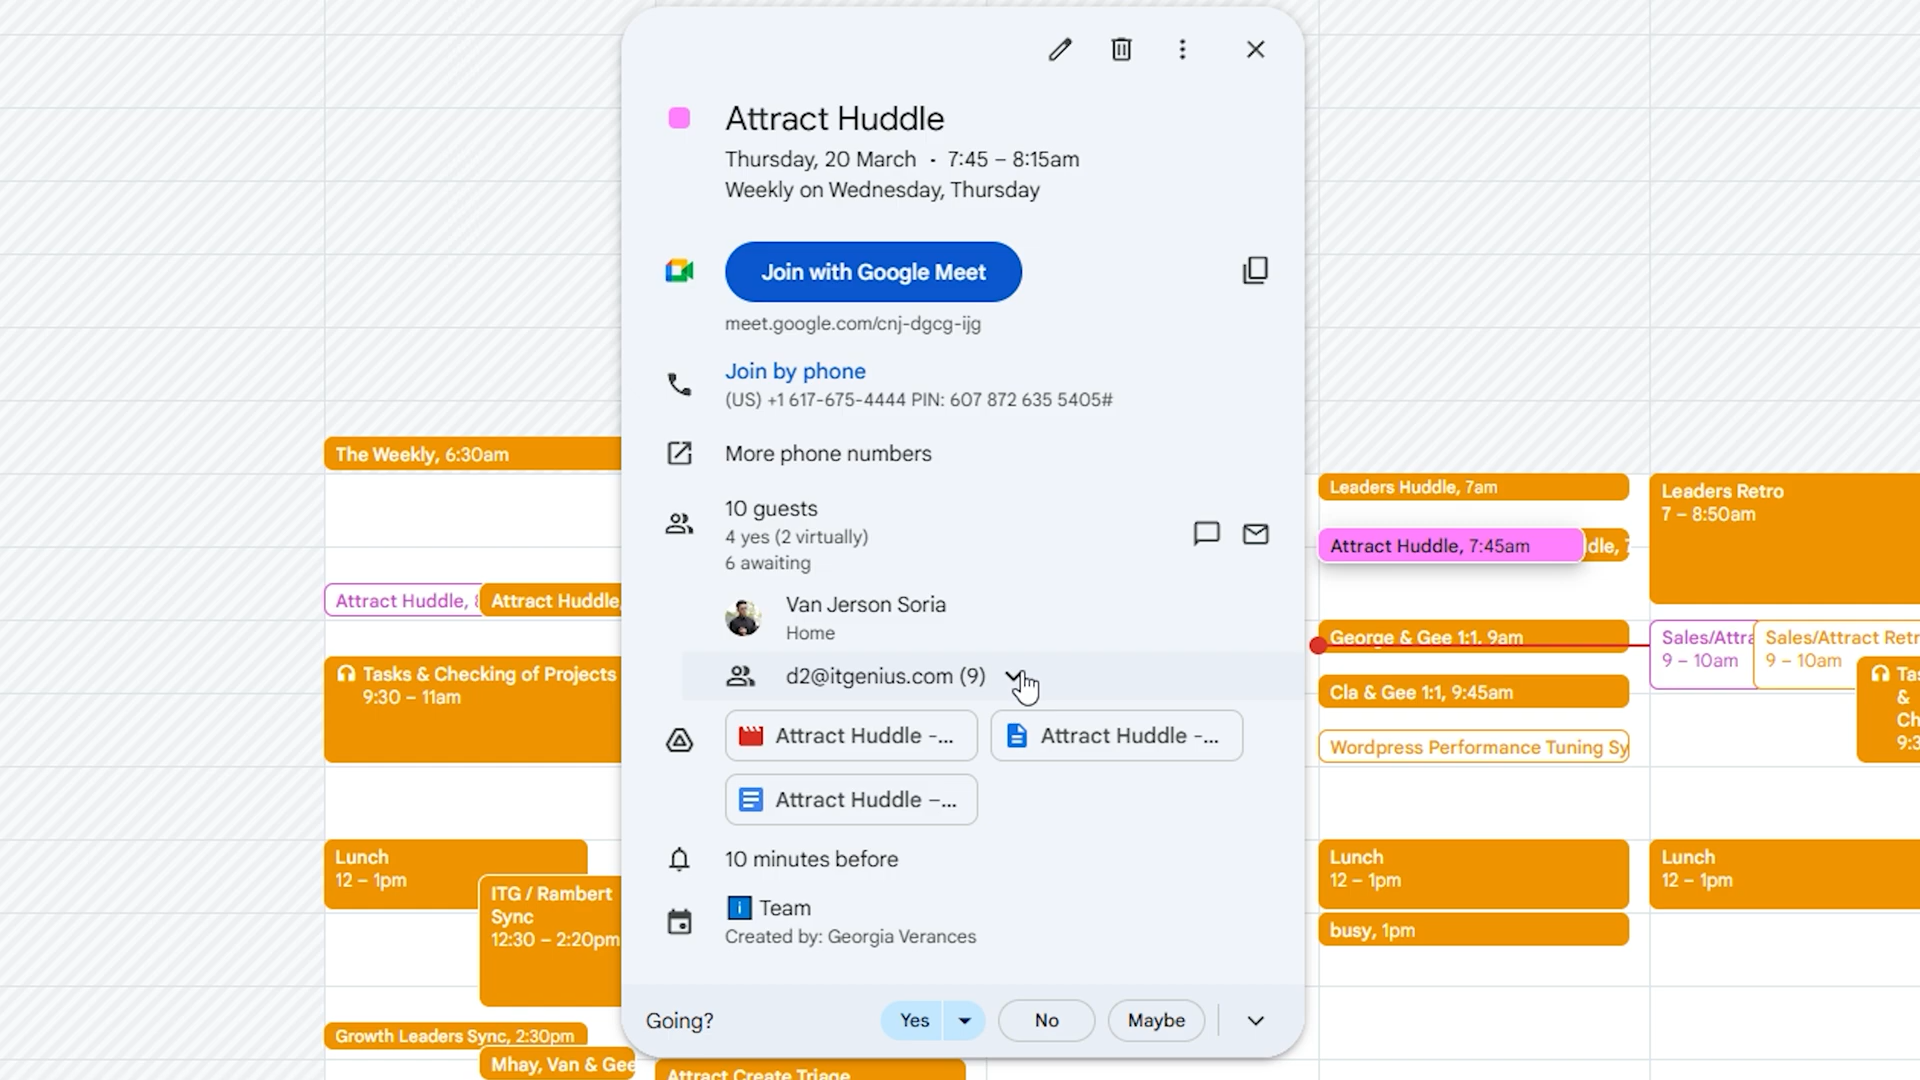 Attract Huddle
Thursday, 20 March • 7:45 – 8:15am
Weekly on Wednesday, Thursday
Join with Google Meet
meet.google.com/cnj-dgcg-ijg
Join by phone
(US) +1 617-675-4444 PIN: 607 872 635 5405#
More phone numbers
10 guests
4 yes (2 virtually)
6 awaiting
Van Jerson Soria
Home
d2@itgenius.com (9)
Attract Huddle -...
Attract Huddle -...
Attract Huddle –...
10 minutes before
i Team
Created by: Georgia Verances
Going?
Yes
No
Maybe
The Weekly, 6:30am
Attract Huddle,
Attract Huddle,
Tasks & Checking of Projects
9:30 – 11am
Lunch
12 – 1pm
ITG / Rambert
Sync
12:30 – 2:20pm
Growth Leaders Sync, 2:30pm
Mhay, Van & Gee
Attract Create Triage
Leaders Huddle, 7am
Attract Huddle, 7:45am
dle, 7
George & Gee 1:1, 9am
Cla & Gee 1:1, 9:45am
Wordpress Performance Tuning Sy
Lunch
12 – 1pm
busy, 1pm
Leaders Retro
7 – 8:50am
Sales/Attra
9 – 10am
Sales/Attract Retr
9 – 10am
Tas
&
Ch
9:3
Lunch
12 – 1pm